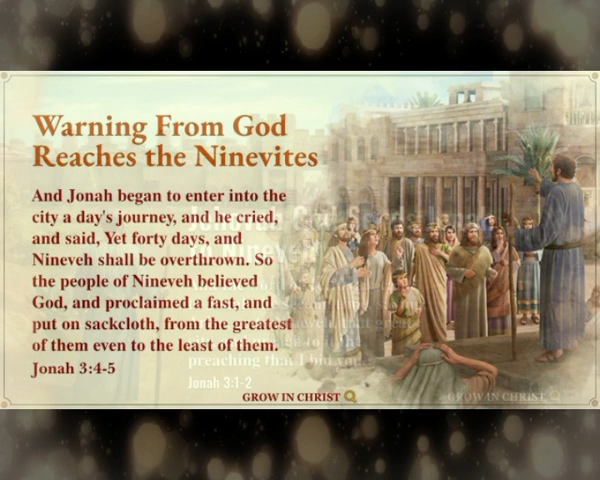 Warning From God
Reaches the Ninevites
And Jonah began to enter into the
city a day's journey, and he cried,
and said, Yet forty days, and
Nineveh shall be overthrown. So
the people of Nineveh believed
God, and proclaimed a fast, and
put on sackcloth, from the greatest
of them even to the least of them.
Jonah 3:4-5
preaching that I bid you.
Jonah 3:1-2
GROW IN CHRIST
GROW IN CHRIST